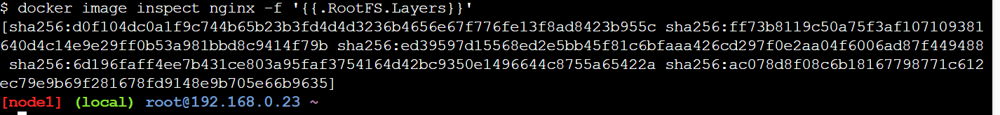 $ docker image inspect nginx -f '{{.RootFS.Layers}}'
[sha256:d0f104dc0a1f9c744b65b23b3fd4d4d3236b4656e67f776fe13f8ad8423b955c sha256:ff73b8119c50a75f3af107109381
640d4c14e9e29ff0b53a981bbd8c9414f79b sha256:ed39597d15568ed2e5bb45f81c6bfaaa426cd297f0e2aa04f6006ad87f449488
sha256:6d196faff4ee7b431ce803a95faf3754164d42bc9350e1496644c8755a65422a sha256:ac078d8f08c6b18167798771c612
ec79e9b69f281678fd9148e9b705e66b9635]
[node1] (local) root@192.168.0.23 ~